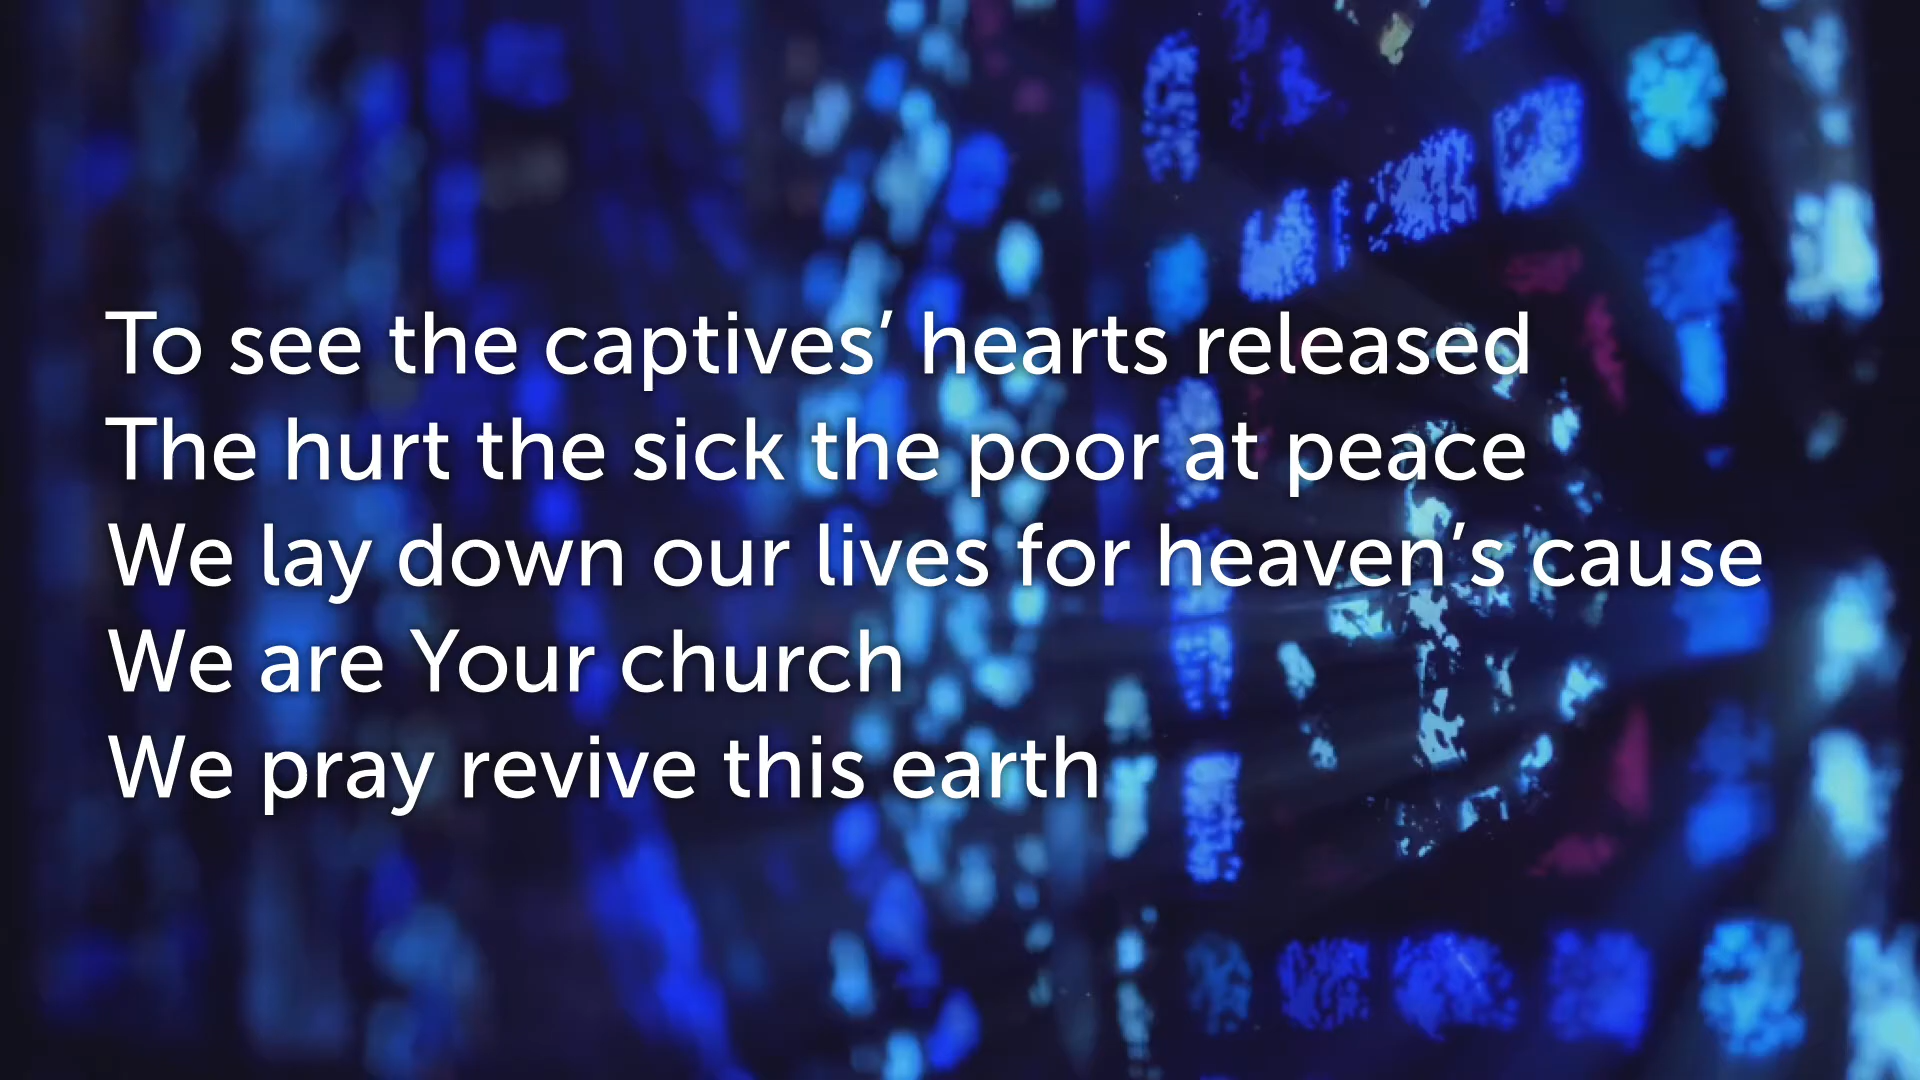 To see the captives’ hearts released
The hurt the sick the poor at peace
We lay down our lives for heaven’s cause
We are Your church
We pray revive this earth